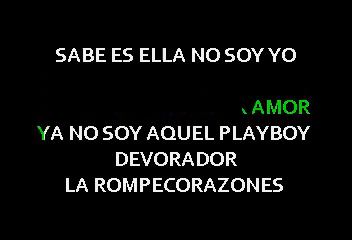 SABE ES ELLA NO SOY YO
AMOR
YA NO SOY AQUEL PLAYBOY
DEVORADOR
LA ROMPECORAZONES